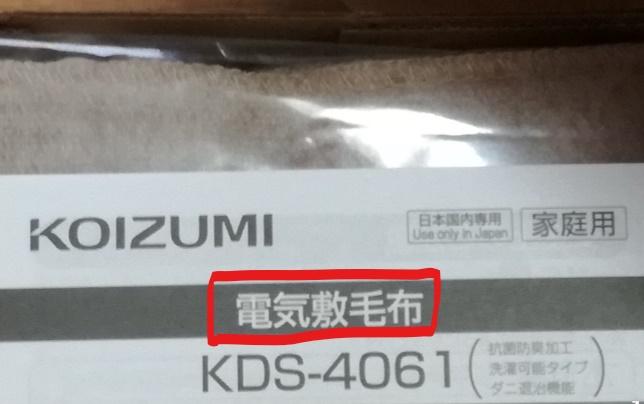 KOIZUMI
日本国内専用
Use only in Japan
家庭用
電気敷毛布
KDS-4061
抗菌防臭加工
洗濯可能タイプ
ダニ退治機能